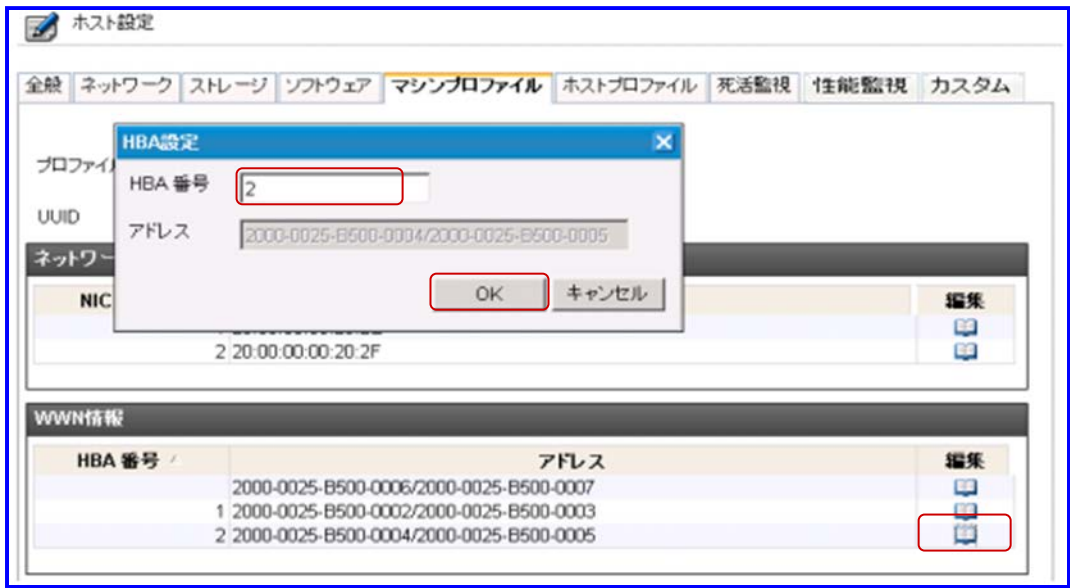 ホスト設定
全般 ネットワーク ストレージ ソフトウェア マシンプロファイル ホストプロファイル 死活監視 性能監視 カスタム
HBA設定
プロファイ
HBA 番号 2
UUID
アドレス 2000-0025-B500-0004/2000-0025-B500-0005
ネットワー
OK キャンセル
NIC 編集
2 20:00:00:00:20:2F
WWN情報
HBA 番号 アドレス 編集
2000-0025-B500-0006/2000-0025-B500-0007
1 2000-0025-B500-0002/2000-0025-B500-0003
2 2000-0025-B500-0004/2000-0025-B500-0005